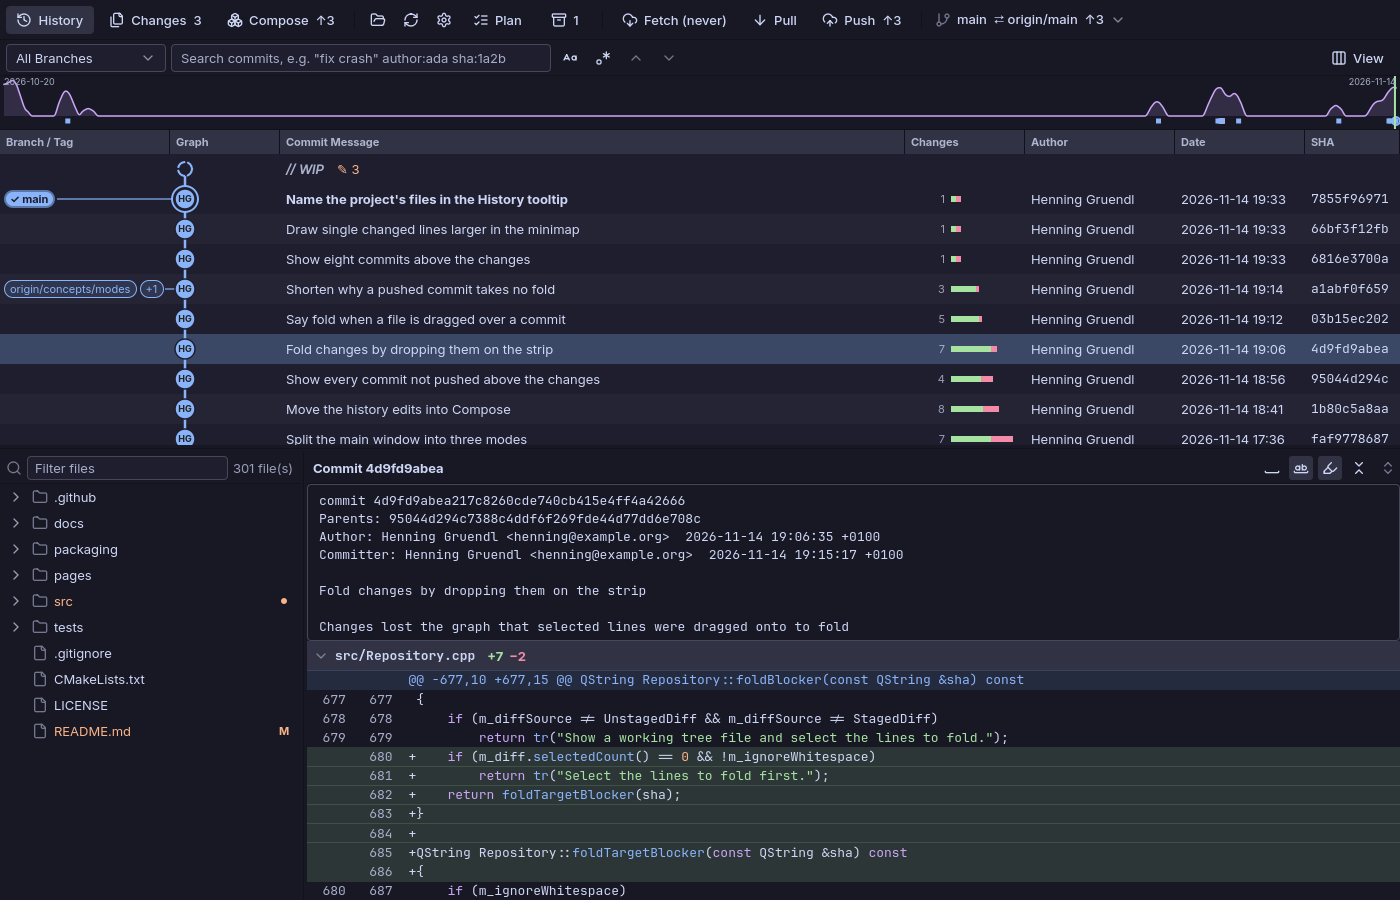 History Changes 3 Compose ↑3 Plan 1 Fetch (never) Pull Push ↑3 main ⇄ origin/main ↑3
All Branches Search commits, e.g. "fix crash" author:ada sha:1a2b Aa .* View
2026-10-20 2026-11-14
Branch / Tag Graph Commit Message Changes Author Date SHA
// WIP ✎ 3
✓ main HG Name the project's files in the History tooltip 1 Henning Gruendl 2026-11-14 19:33 7855f96971
HG Draw single changed lines larger in the minimap 1 Henning Gruendl 2026-11-14 19:33 66bf3f12fb
HG Show eight commits above the changes 1 Henning Gruendl 2026-11-14 19:33 6816e3700a
origin/concepts/modes +1 HG Shorten why a pushed commit takes no fold 3 Henning Gruendl 2026-11-14 19:14 a1abf0f659
HG Say fold when a file is dragged over a commit 5 Henning Gruendl 2026-11-14 19:12 03b15ec202
HG Fold changes by dropping them on the strip 7 Henning Gruendl 2026-11-14 19:06 4d9fd9abea
HG Show every commit not pushed above the changes 4 Henning Gruendl 2026-11-14 18:56 95044d294c
HG Move the history edits into Compose 8 Henning Gruendl 2026-11-14 18:41 1b80c5a8aa
HG Split the main window into three modes 7 Henning Gruendl 2026-11-14 17:36 faf9778687
Filter files 301 file(s)
.github
docs
packaging
pages
src
tests
.gitignore
CMakeLists.txt
LICENSE
README.md M
Commit 4d9fd9abea ab
commit 4d9fd9abea217c8260cde740cb415e4ff4a42666
Parents: 95044d294c7388c4ddf6f269fde44d77dd6e708c
Author: Henning Gruendl <henning@example.org> 2026-11-14 19:06:35 +0100
Committer: Henning Gruendl <henning@example.org> 2026-11-14 19:15:17 +0100
Fold changes by dropping them on the strip
Changes lost the graph that selected lines were dragged onto to fold
src/Repository.cpp +7 −2
@@ -677,10 +677,15 @@ QString Repository::foldBlocker(const QString &sha) const
677 677 {
678 678 if (m_diffSource != UnstagedDiff && m_diffSource != StagedDiff)
679 679 return tr("Show a working tree file and select the lines to fold.");
680 + if (m_diff.selectedCount() == 0 && !m_ignoreWhitespace)
681 + return tr("Select the lines to fold first.");
682 + return foldTargetBlocker(sha);
683 +}
684 +
685 +QString Repository::foldTargetBlocker(const QString &sha) const
686 +{
680 687 if (m_ignoreWhitespace)